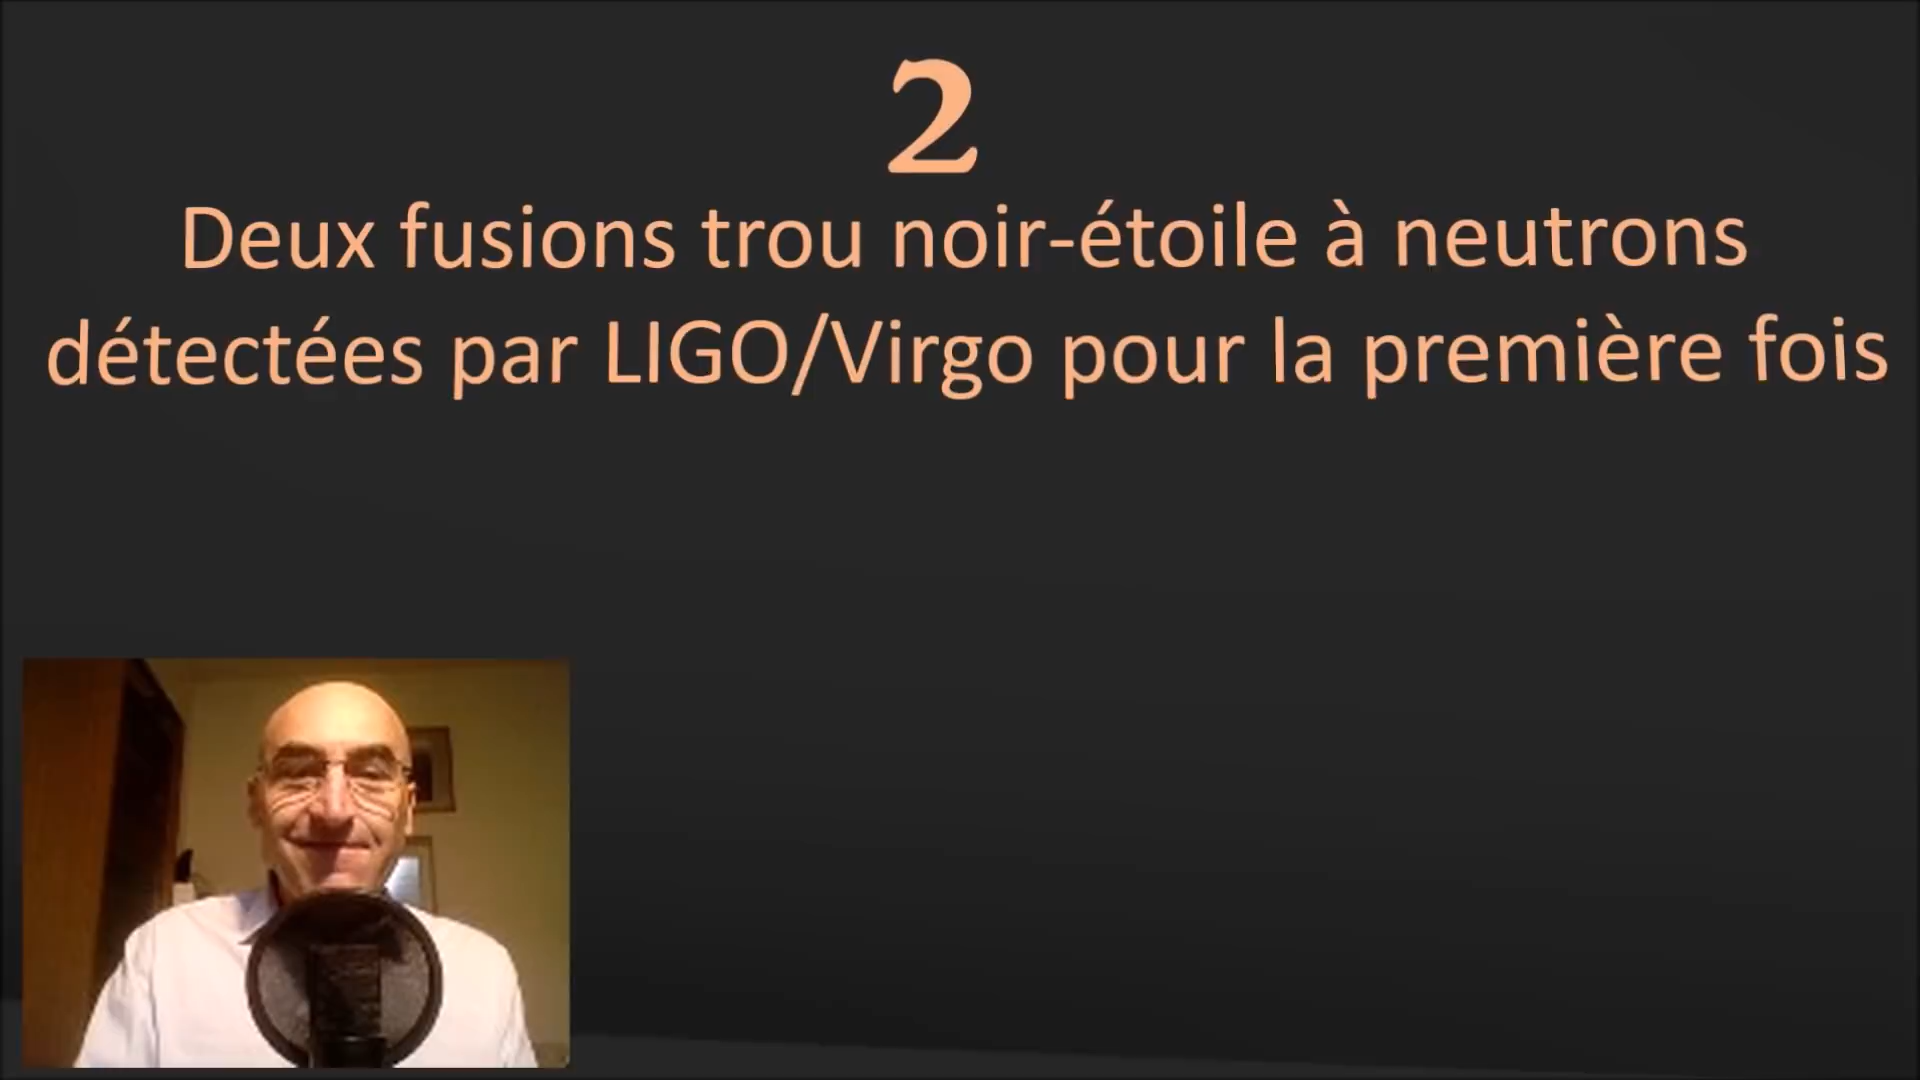 2
Deux fusions trou noir-étoile à neutrons
détectées par LIGO/Virgo pour la première fois